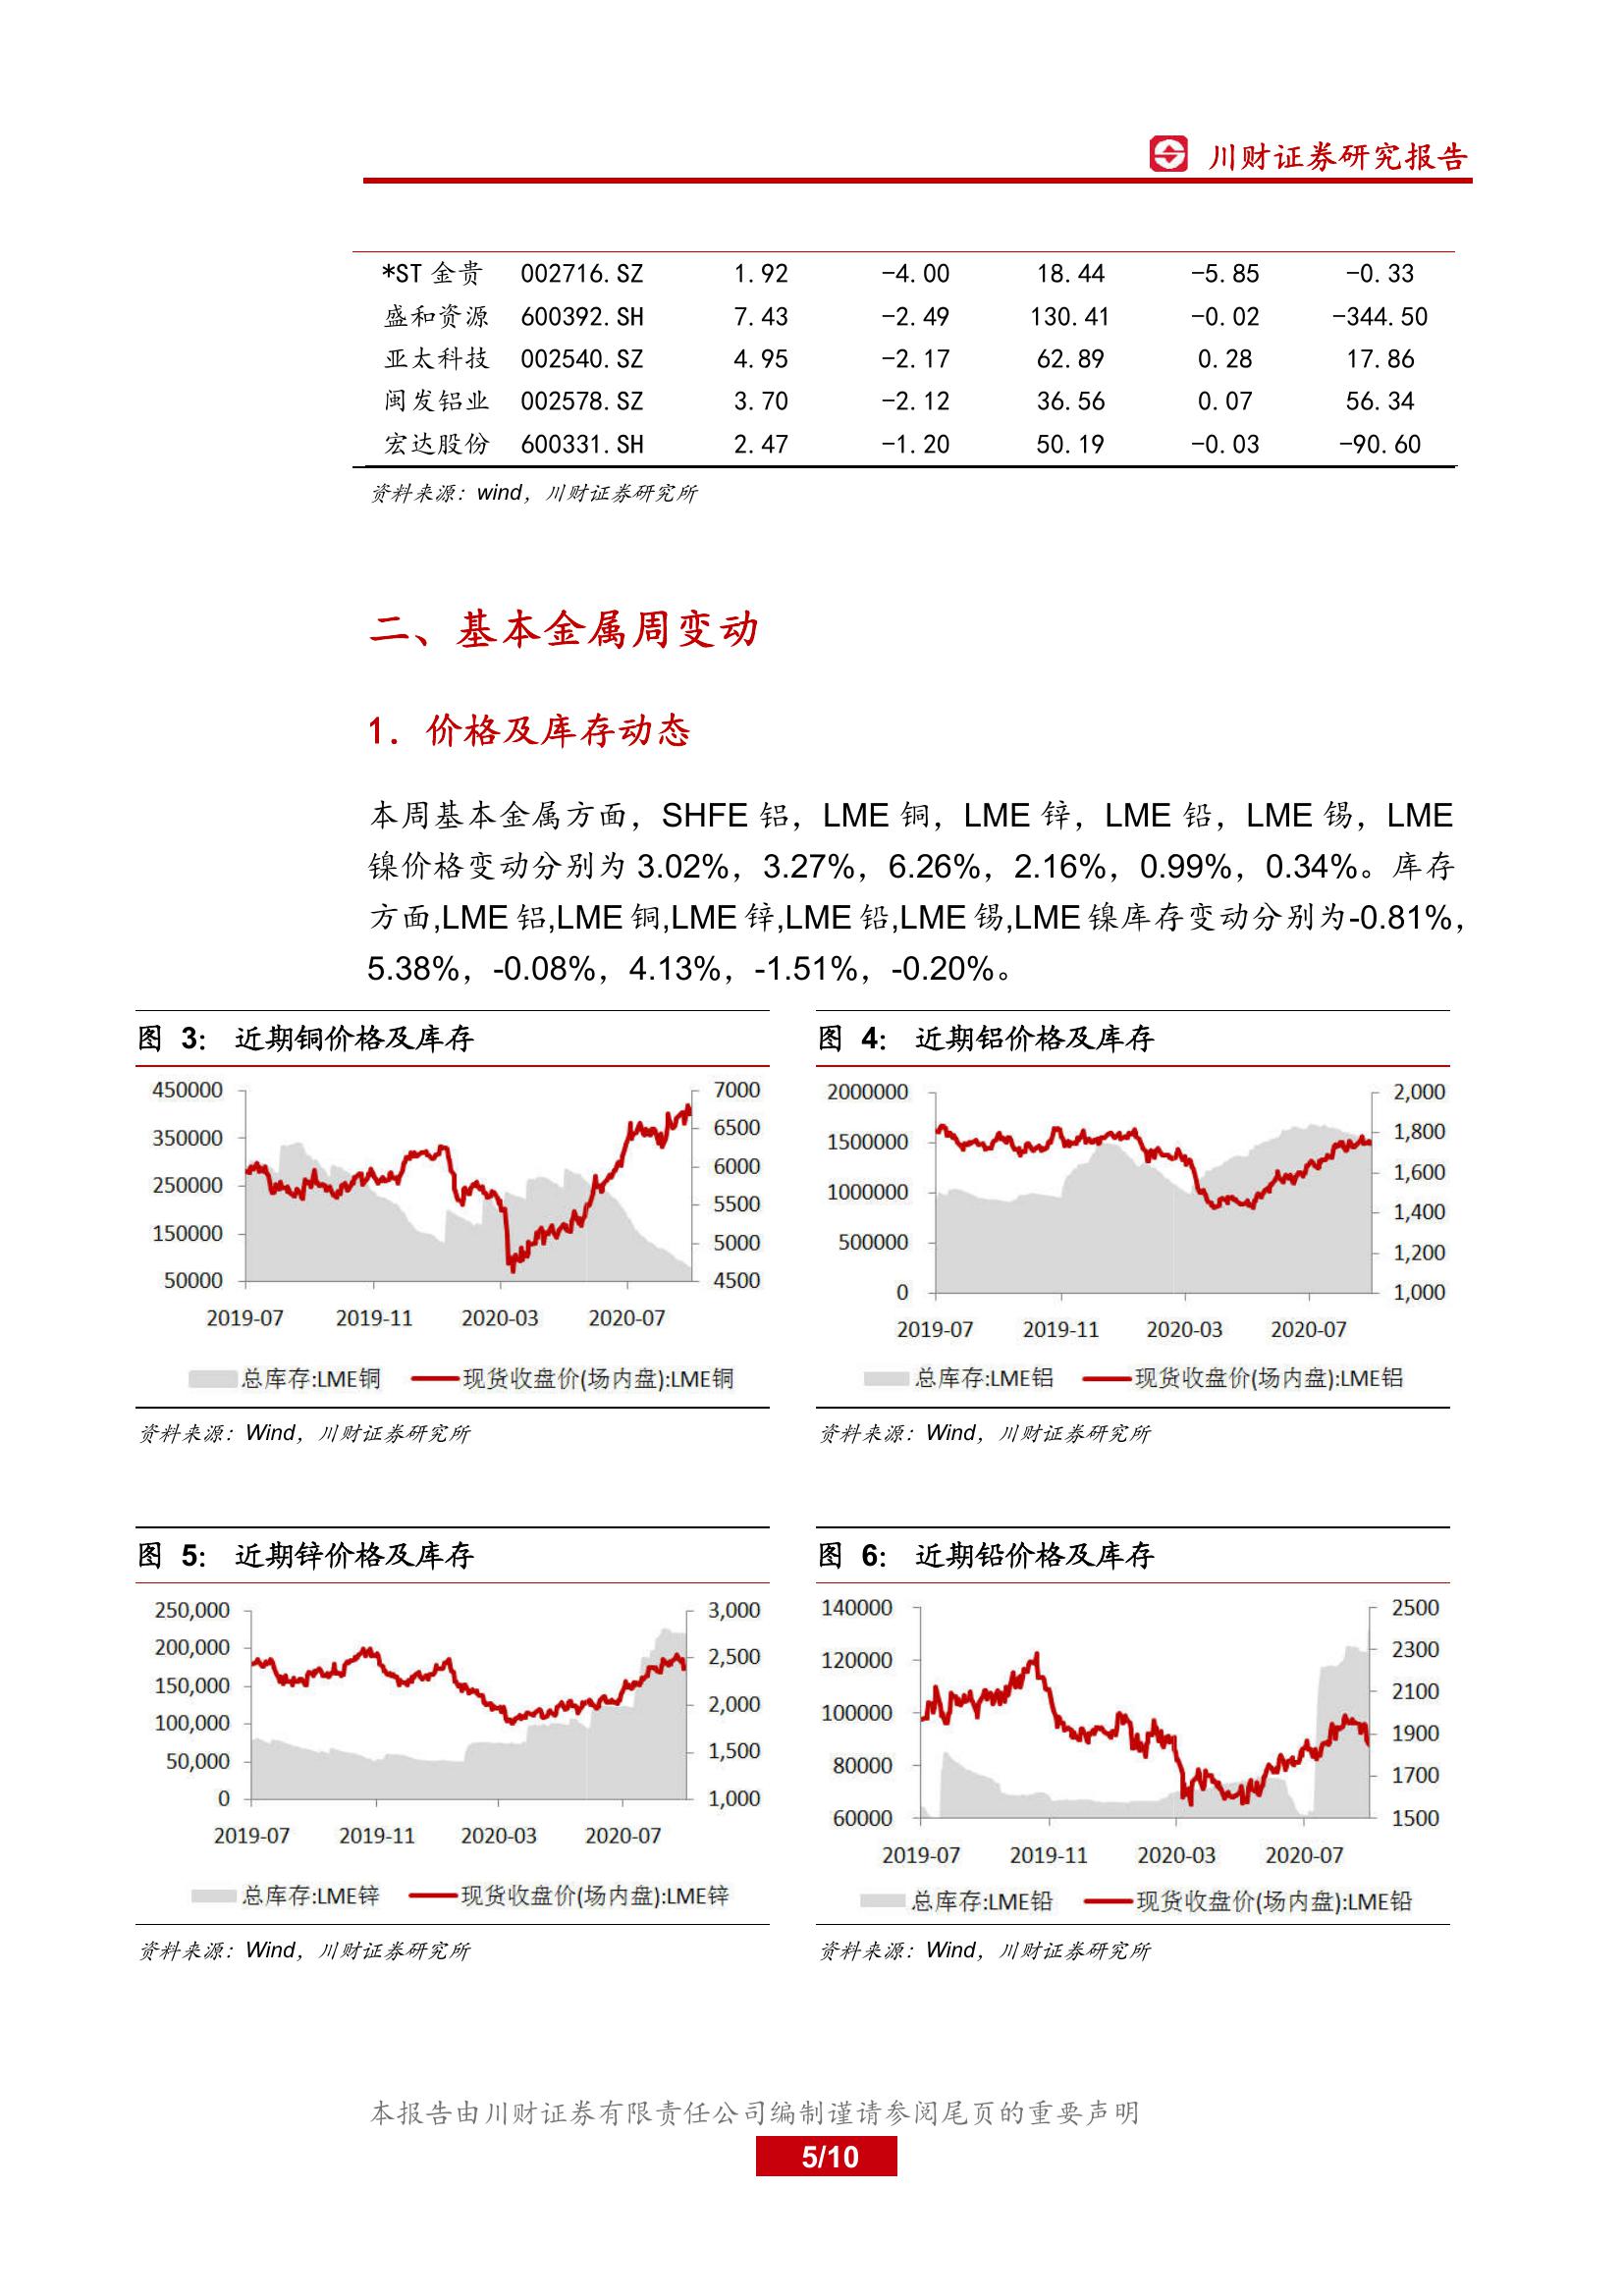 川财证券研究报告
*ST 金贵 002716.SZ 1.92 -4.00 18.44 -5.85 -0.33
盛和资源 600392.SH 7.43 -2.49 130.41 -0.02 -344.50
亚太科技 002540.SZ 4.95 -2.17 62.89 0.28 17.86
闽发铝业 002578.SZ 3.70 -2.12 36.56 0.07 56.34
宏达股份 600331.SH 2.47 -1.20 50.19 -0.03 -90.60
资料来源：wind，川财证券研究所
二、基本金属周变动
1. 价格及库存动态
本周基本金属方面，SHFE 铝，LME 铜，LME 锌，LME 铅，LME 锡，LME
镍价格变动分别为 3.02%，3.27%，6.26%，2.16%，0.99%，0.34%。库存
方面,LME 铝,LME 铜,LME 锌,LME 铅,LME 锡,LME 镍库存变动分别为-0.81%，
5.38%，-0.08%，4.13%，-1.51%，-0.20%。
图 3： 近期铜价格及库存
450000 7000
350000 6500
250000 6000
150000 5500
50000 5000
4500
2019-07 2019-11 2020-03 2020-07
总库存:LME铜 现货收盘价(场内盘):LME铜
资料来源：Wind，川财证券研究所
图 4： 近期铝价格及库存
2000000 2,000
1500000 1,800
1000000 1,600
500000 1,400
0 1,200
1,000
2019-07 2019-11 2020-03 2020-07
总库存:LME铝 现货收盘价(场内盘):LME铝
资料来源：Wind，川财证券研究所
图 5： 近期锌价格及库存
250,000 3,000
200,000 2,500
150,000 2,000
100,000 1,500
50,000 1,000
0
2019-07 2019-11 2020-03 2020-07
总库存:LME锌 现货收盘价(场内盘):LME锌
资料来源：Wind，川财证券研究所
图 6： 近期铅价格及库存
140000 2500
120000 2300
100000 2100
80000 1900
60000 1700
1500
2019-07 2019-11 2020-03 2020-07
总库存:LME铅 现货收盘价(场内盘):LME铅
资料来源：Wind，川财证券研究所
本报告由川财证券有限责任公司编制谨请参阅尾页的重要声明
5/10